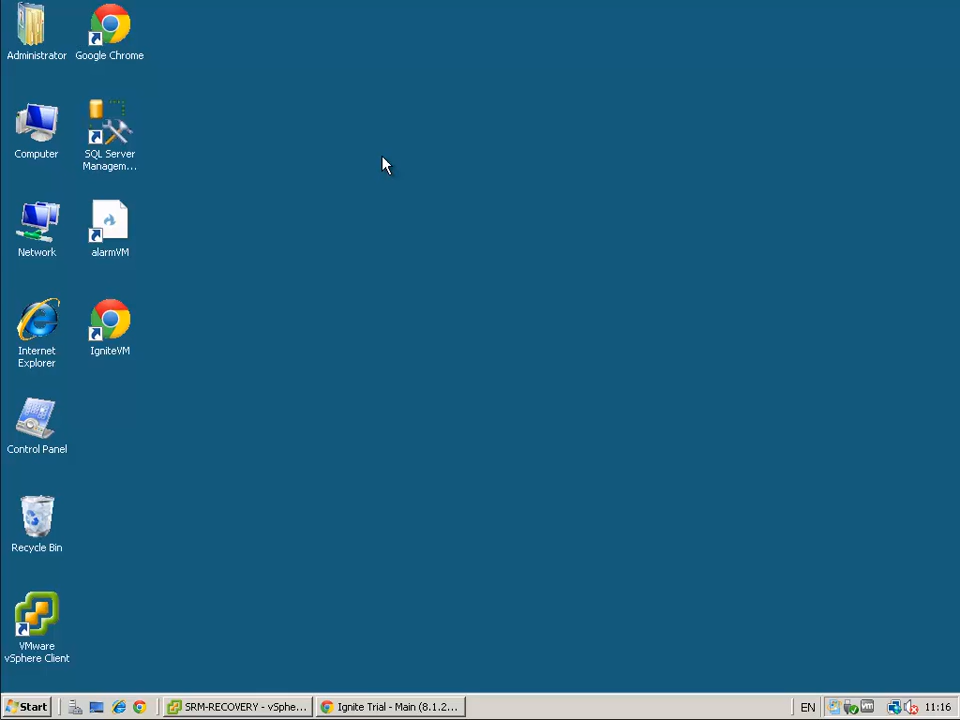 Administrator
Google Chrome
Computer
SQL Server
Managem...
Network
alarmVM
Internet
Explorer
IgniteVM
Control Panel
Recycle Bin
VMware
vSphere Client
Start
SRM-RECOVERY - vSphe...
Ignite Trial - Main (8.1.2...
EN
vm
11:16